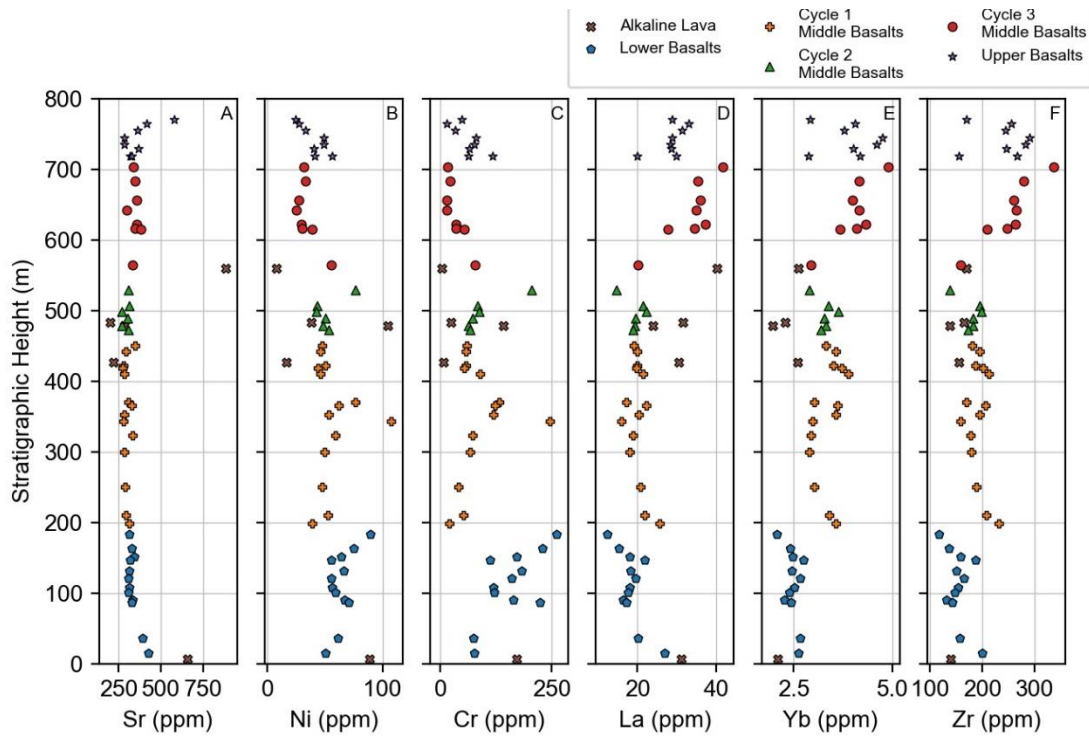 Alkaline Lava
Lower Basalts
Cycle 1
Middle Basalts
Cycle 2
Middle Basalts
Cycle 3
Middle Basalts
Upper Basalts
A
B
C
D
E
F
Stratigraphic Height (m)
800
700
600
500
400
300
200
100
0
250 500 750
0 100
0 250
20 40
2.5 5.0
100 200 300
Sr (ppm)
Ni (ppm)
Cr (ppm)
La (ppm)
Yb (ppm)
Zr (ppm)